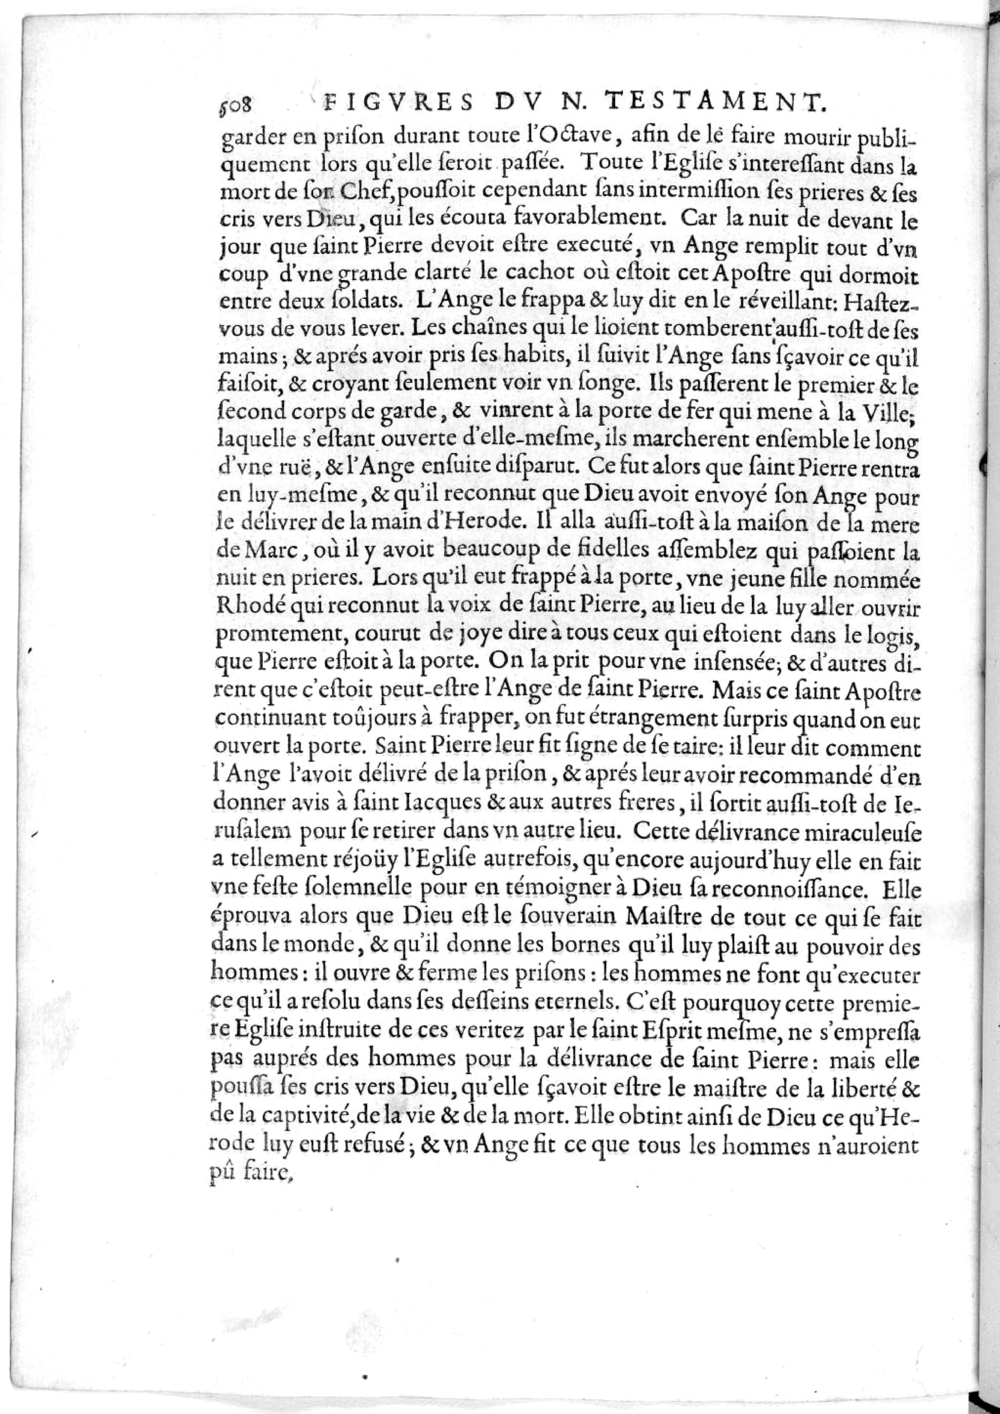 508 FIGVRES DV N. TESTAMENT.
garder en priſon durant toute l'Octave, afin de le faire mourir publi-
quement lors qu'elle ſeroit paſſée. Toute l'Egliſe s'intereſſant dans la
mort de ſon Chef, pouſſoit cependant ſans intermiſſion ſes prieres & ſes
cris vers Dieu, qui les écouta favorablement. Car la nuit de devant le
jour que ſaint Pierre devoit eſtre executé, vn Ange remplit tout d'vn
coup d'vne grande clarté le cachot où eſtoit cet Apoſtre qui dormoit
entre deux ſoldats. L'Ange le frappa & luy dit en le réveillant: Haſtez-
vous de vous lever. Les chaînes qui le lioient tomberent auſſi-toſt de ſes
mains; & aprés avoir pris ſes habits, il ſuivit l'Ange ſans ſçavoir ce qu'il
faiſoit, & croyant ſeulement voir vn ſonge. Ils paſſerent le premier & le
ſecond corps de garde, & vinrent à la porte de fer qui mene à la Ville;
laquelle s'eſtant ouverte d'elle-meſme, ils marcherent enſemble le long
d'vne ruë, & l'Ange enſuite diſparut. Ce fut alors que ſaint Pierre rentra
en luy-meſme, & qu'il reconnut que Dieu avoit envoyé ſon Ange pour
le délivrer de la main d'Herode. Il alla auſſi-toſt à la maiſon de la mere
de Marc, où il y avoit beaucoup de fidelles aſſemblez qui paſſoient la
nuit en prieres. Lors qu'il eut frappé à la porte, vne jeune fille nommée
Rhodé qui reconnut la voix de ſaint Pierre, au lieu de la luy aller ouvrir
promtement, courut de joye dire à tous ceux qui eſtoient dans le logis,
que Pierre eſtoit à la porte. On la prit pour vne inſensée; & d'autres di-
rent que c'eſtoit peut-eſtre l'Ange de ſaint Pierre. Mais ce ſaint Apoſtre
continuant toûjours à frapper, on fut étrangement ſurpris quand on eut
ouvert la porte. Saint Pierre leur fit ſigne de ſe taire: il leur dit comment
l'Ange l'avoit délivré de la priſon, & aprés leur avoir recommandé d'en
donner avis à ſaint Iacques & aux autres freres, il ſortit auſſi-toſt de Ie-
ruſalem pour ſe retirer dans vn autre lieu. Cette délivrance miraculeuſe
a tellement réjoüy l'Egliſe autrefois, qu'encore aujourd'huy elle en fait
vne feſte ſolemnelle pour en témoigner à Dieu ſa reconnoiſſance. Elle
éprouva alors que Dieu eſt le ſouverain Maiſtre de tout ce qui ſe fait
dans le monde, & qu'il donne les bornes qu'il luy plaiſt au pouvoir des
hommes: il ouvre & ferme les priſons: les hommes ne font qu'executer
ce qu'il a reſolu dans ſes deſſeins eternels. C'eſt pourquoy cette premie-
re Egliſe inſtruite de ces veritez par le ſaint Eſprit meſme, ne s'empreſſa
pas auprés des hommes pour la délivrance de ſaint Pierre: mais elle
pouſſa ſes cris vers Dieu, qu'elle ſçavoit eſtre le maiſtre de la liberté &
de la captivité, de la vie & de la mort. Elle obtint ainſi de Dieu ce qu'He-
rode luy euſt refusé; & vn Ange fit ce que tous les hommes n'auroient
pû faire.